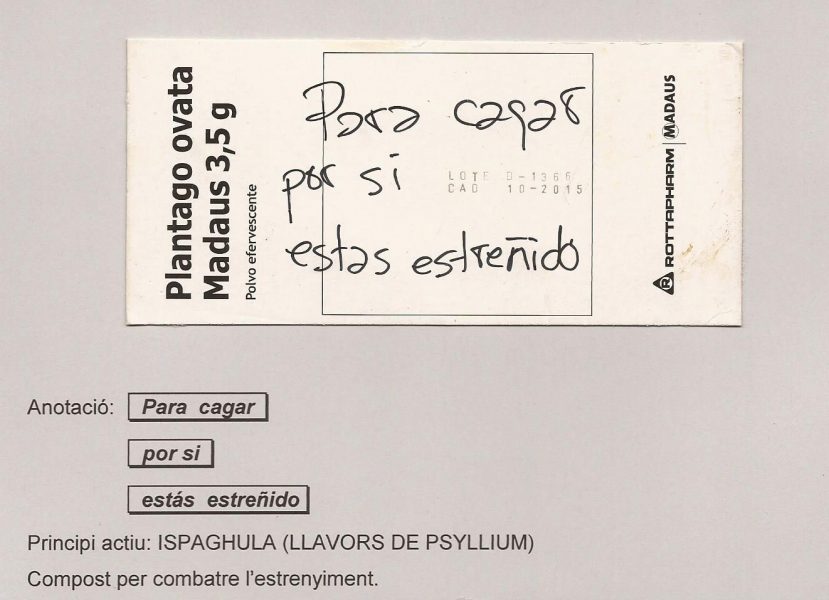 Plantago ovata
Madaus 3,5 g
Polvo efervescente
Para cagar
por si
estas estreñido
LOTE D-1366
CAD 10-2015
ROTTAPHARM | MADAUS
Anotació: Para cagar
por si
estás estreñido
Principi actiu: ISPAGHULA (LLAVORS DE PSYLLIUM)
Compost per combatre l'estrenyiment.